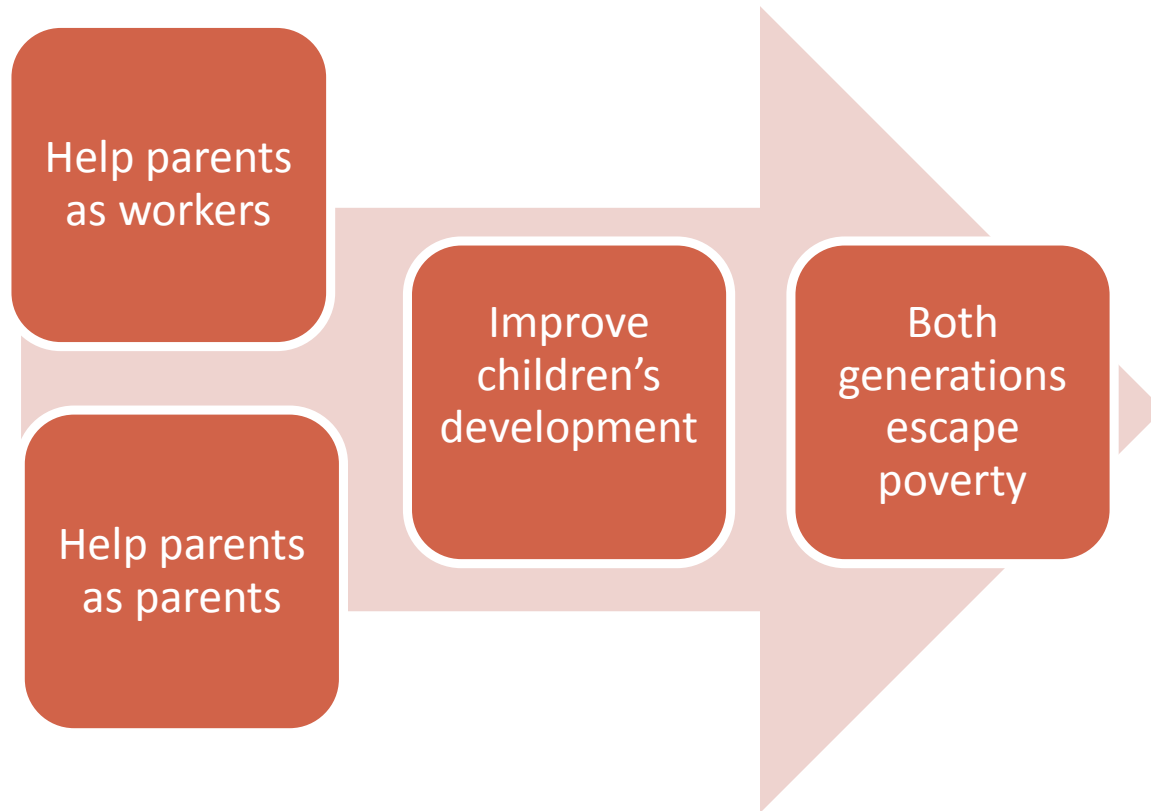 Help parents
as workers
Help parents
as parents
Improve
children’s
development
Both
generations
escape
poverty